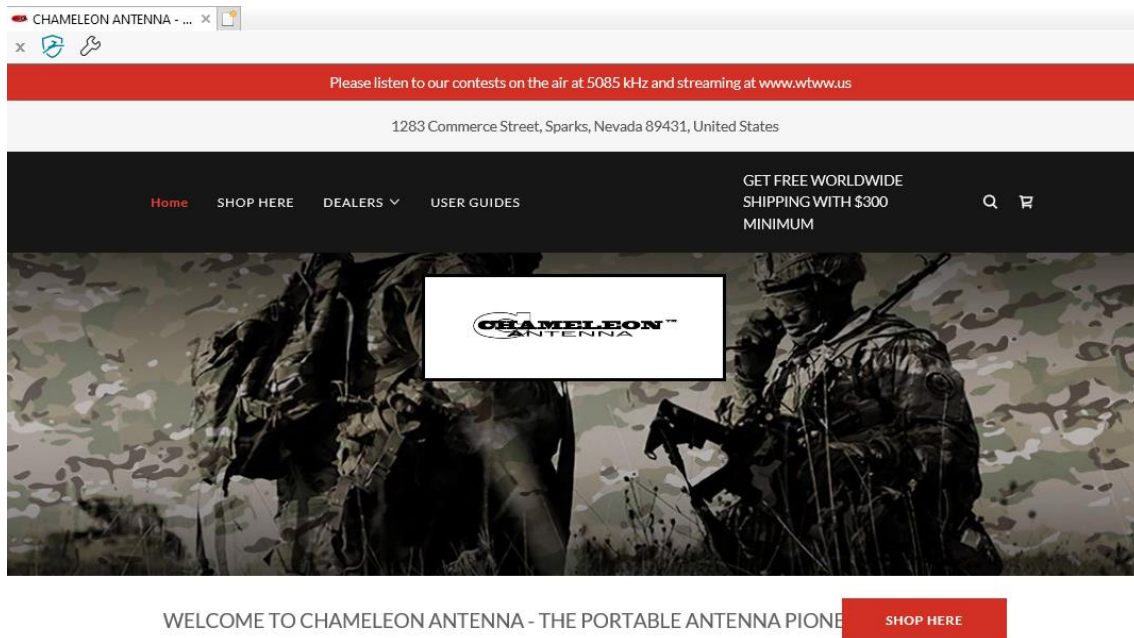 CHAMELEON ANTENNA - ...
Please listen to our contests on the air at 5085 kHz and streaming at www.wtww.us
1283 Commerce Street, Sparks, Nevada 89431, United States
Home SHOP HERE DEALERS USER GUIDES
GET FREE WORLDWIDE
SHIPPING WITH $300
MINIMUM
CHAMELEON™
ANTENNA
WELCOME TO CHAMELEON ANTENNA - THE PORTABLE ANTENNA PIONE
SHOP HERE